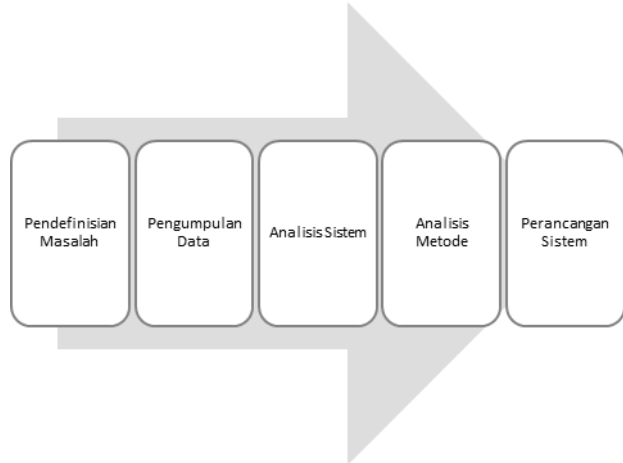 Pendefinisian
Masalah
Pengumpulan
Data
Analisis Sistem
Analisis
Metode
Perancangan
Sistem